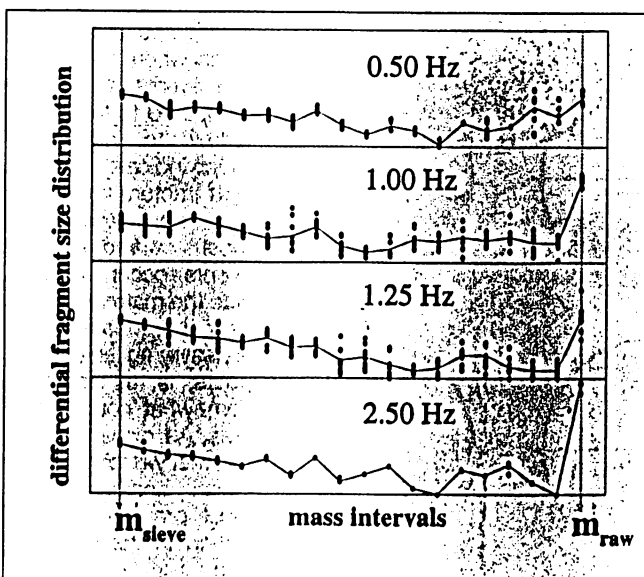 differential fragment size distribution
0.50 Hz
1.00 Hz
1.25 Hz
2.50 Hz
m_sieve
mass intervals
m_raw